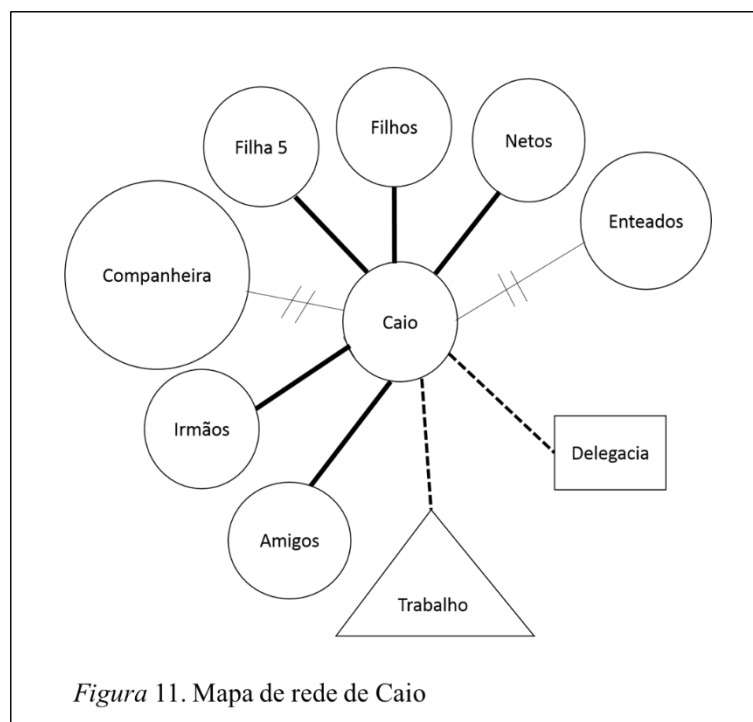 Filha 5
Filhos
Netos
Enteados
Companheira
Caio
Irmãos
Delegacia
Amigos
Trabalho
Figura 11. Mapa de rede de Caio